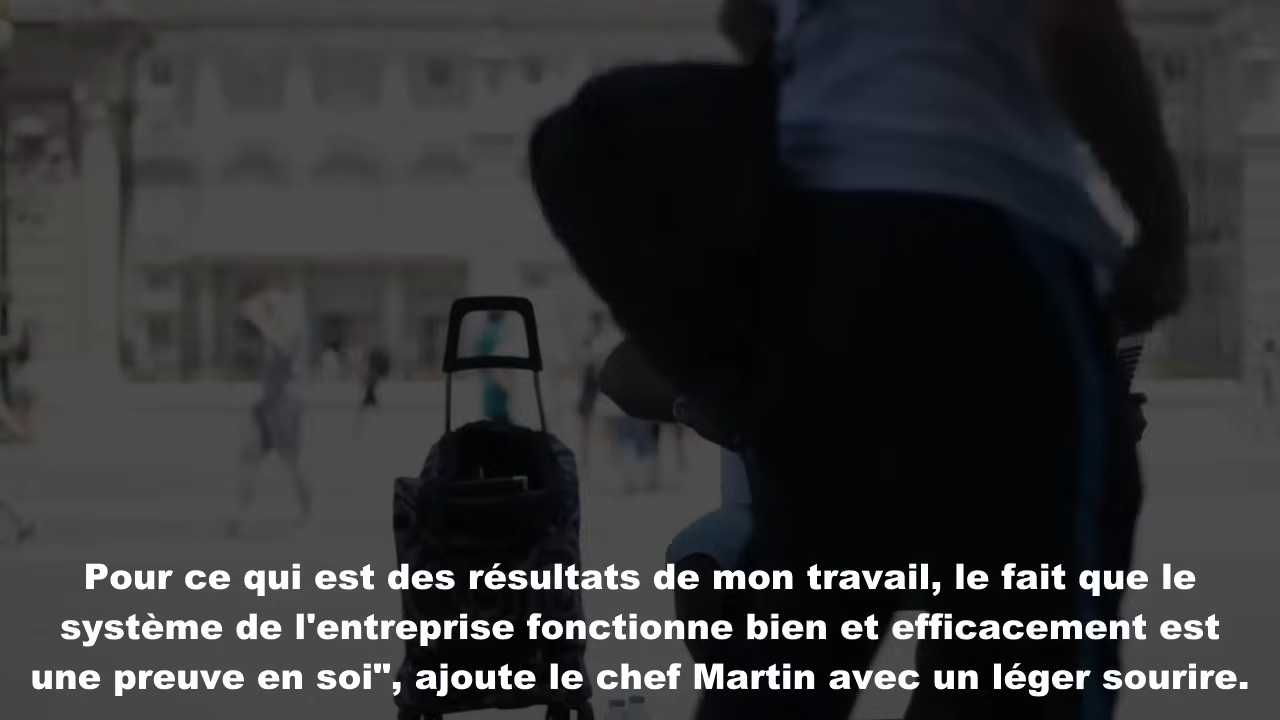 Pour ce qui est des résultats de mon travail, le fait que le
système de l'entreprise fonctionne bien et efficacement est
une preuve en soi", ajoute le chef Martin avec un léger sourire.